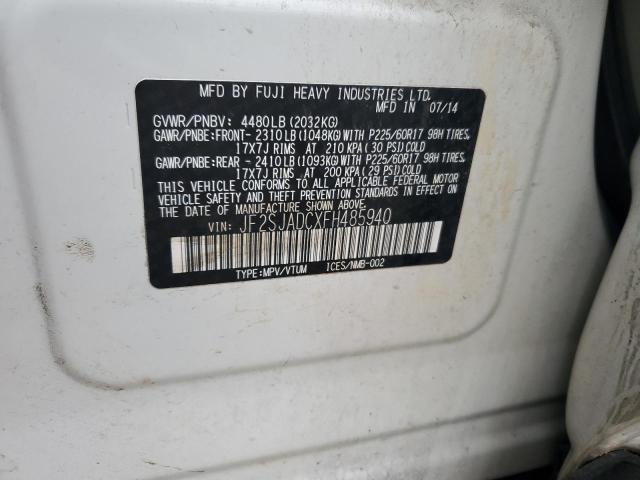 MFD BY FUJI HEAVY INDUSTRIES LTD.
MFD IN 07/14
GVWR/PNBV: 4480LB(2032KG)
GAWR/PNBE:FRONT-2310LB(1048KG)WITH P225/60R17 98H TIRES,
17X7J RIMS AT 210 KPA(30 PSI)COLD
GAWR/PNBE:REAR -2410LB(1093KG)WITH P225/60R17 98H TIRES,
17X7J RIMS AT 200 KPA(29 PSI)COLD
THIS VEHICLE CONFORMS TO ALL APPLICABLE FEDERAL MOTOR
VEHICLE SAFETY AND THEFT PREVENTION STANDARDS IN EFFECT ON THE
DATE OF MANUFACTURE SHOWN ABOVE.
VIN: JF2SJADCXFH485940
TYPE:MPV/VTUM ICES/NMB-002